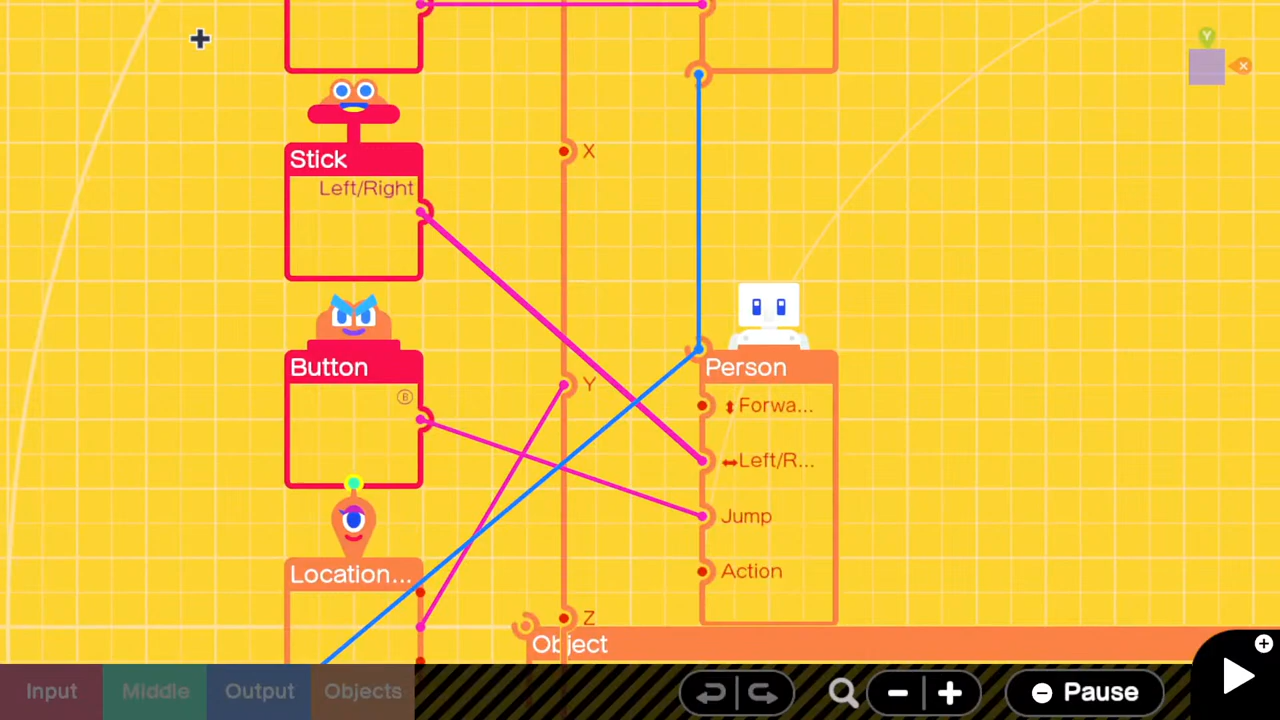 Y
X
X
Stick
Left/Right
Button
B
Y
Person
Forwa...
Left/R...
Jump
Action
Location...
Z
Object
Input
Middle
Output
Objects
Pause